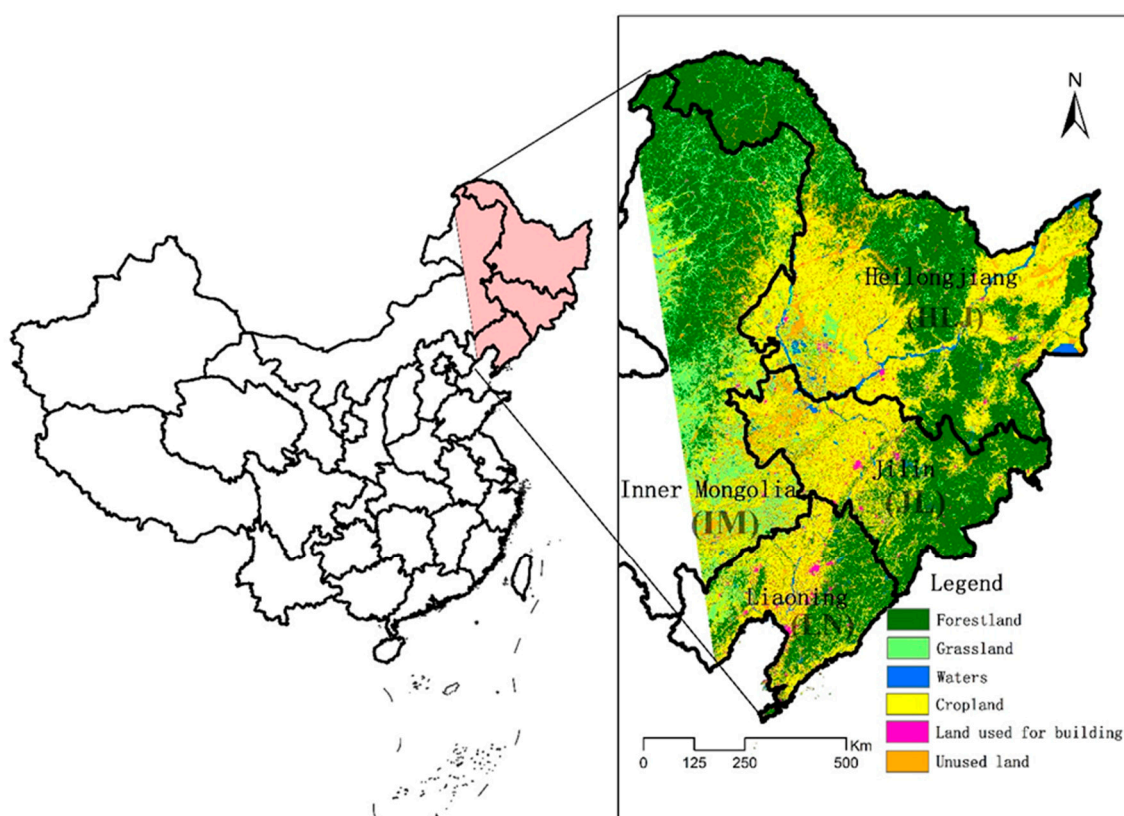 N
Heilongjiang
(HLJ)
Jilin
(JL)
Inner Mongolia
(IM)
Liaoning
(LN)
Legend
Forestland
Grassland
Waters
Cropland
Land used for building
Unused land
Km
0 125 250 500